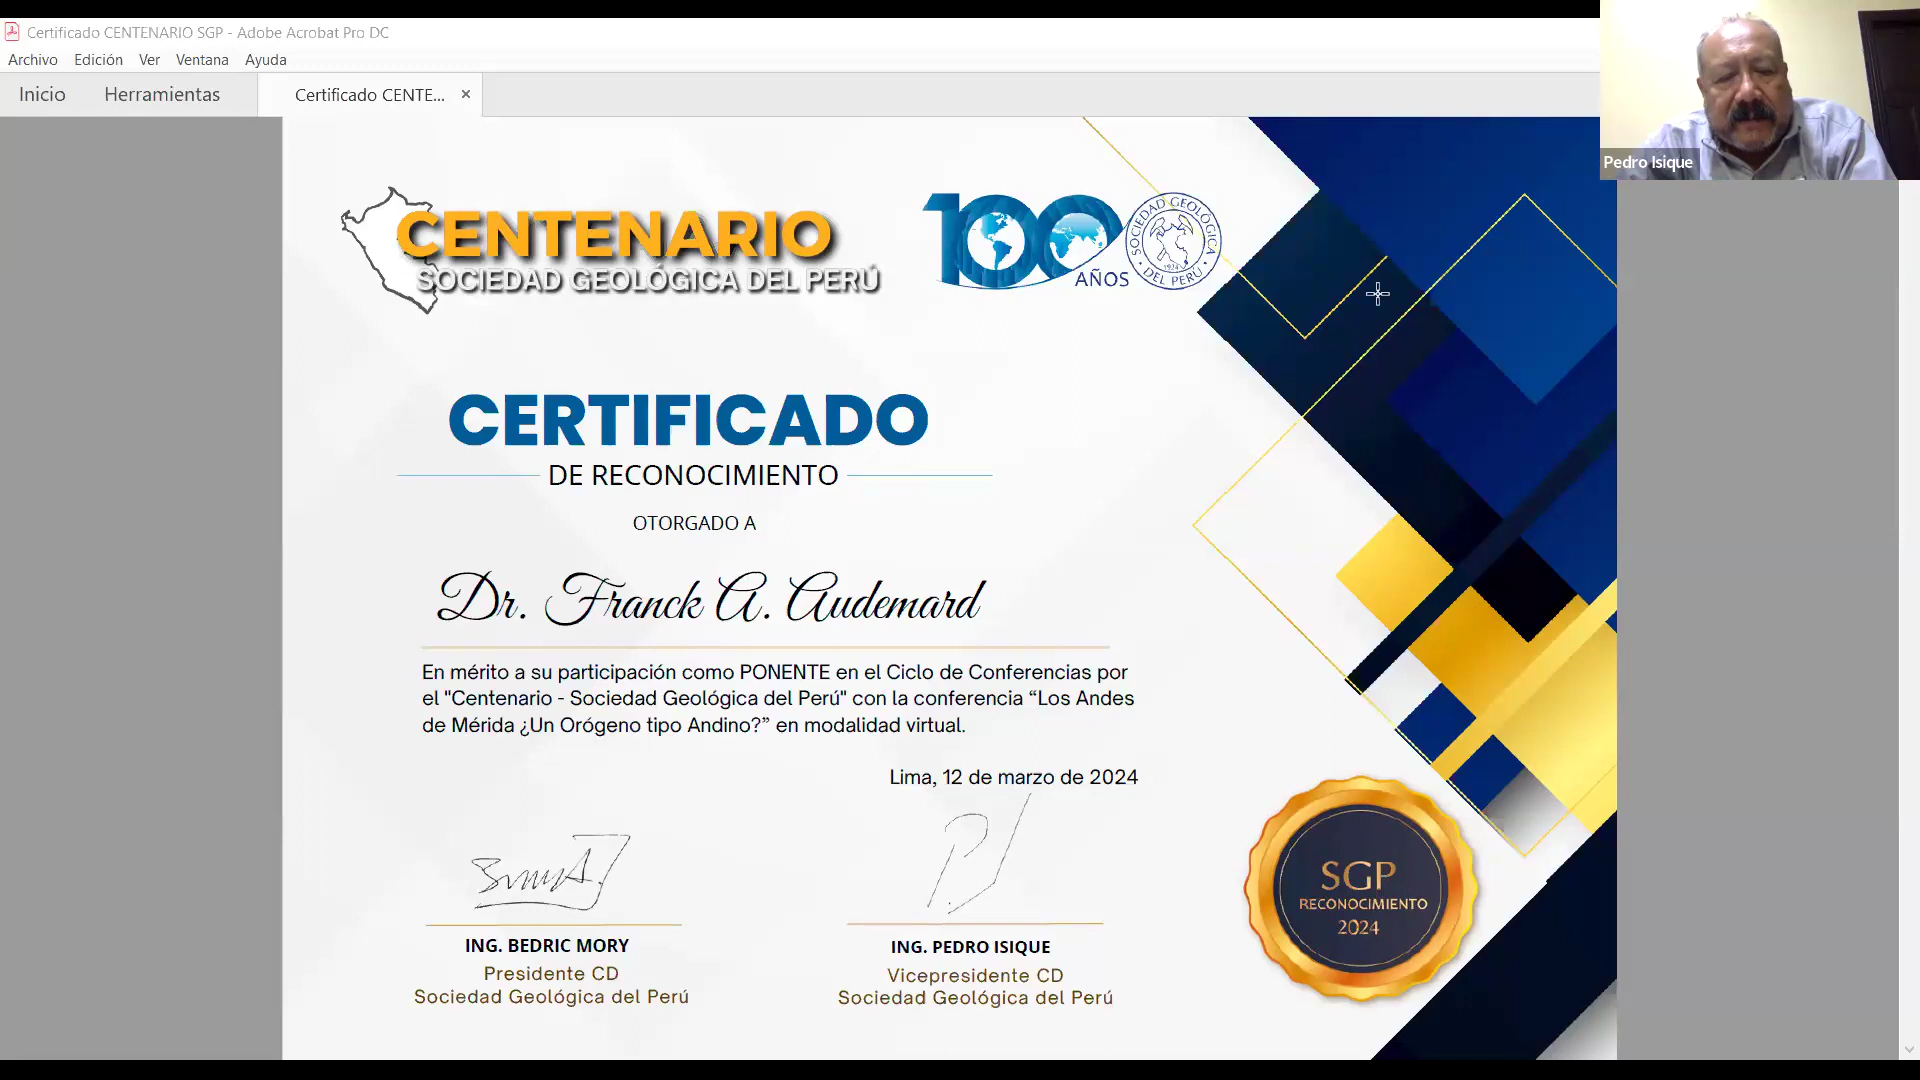 Certificado CENTENARIO SGP - Adobe Acrobat Pro DC
Archivo Edición Ver Ventana Ayuda
Inicio Herramientas Certificado CENTE... ×
Pedro Isique
CENTENARIO
SOCIEDAD GEOLÓGICA DEL PERÚ
100 AÑOS
SOCIEDAD GEOLÓGICA
1924
DEL PERÚ
CERTIFICADO
DE RECONOCIMIENTO
OTORGADO A
Dr. Franck A. Audemard
En mérito a su participación como PONENTE en el Ciclo de Conferencias por
el "Centenario - Sociedad Geológica del Perú" con la conferencia “Los Andes
de Mérida ¿Un Orógeno tipo Andino?” en modalidad virtual.
Lima, 12 de marzo de 2024
ING. BEDRIC MORY
Presidente CD
Sociedad Geológica del Perú
ING. PEDRO ISIQUE
Vicepresidente CD
Sociedad Geológica del Perú
SGP
RECONOCIMIENTO
2024